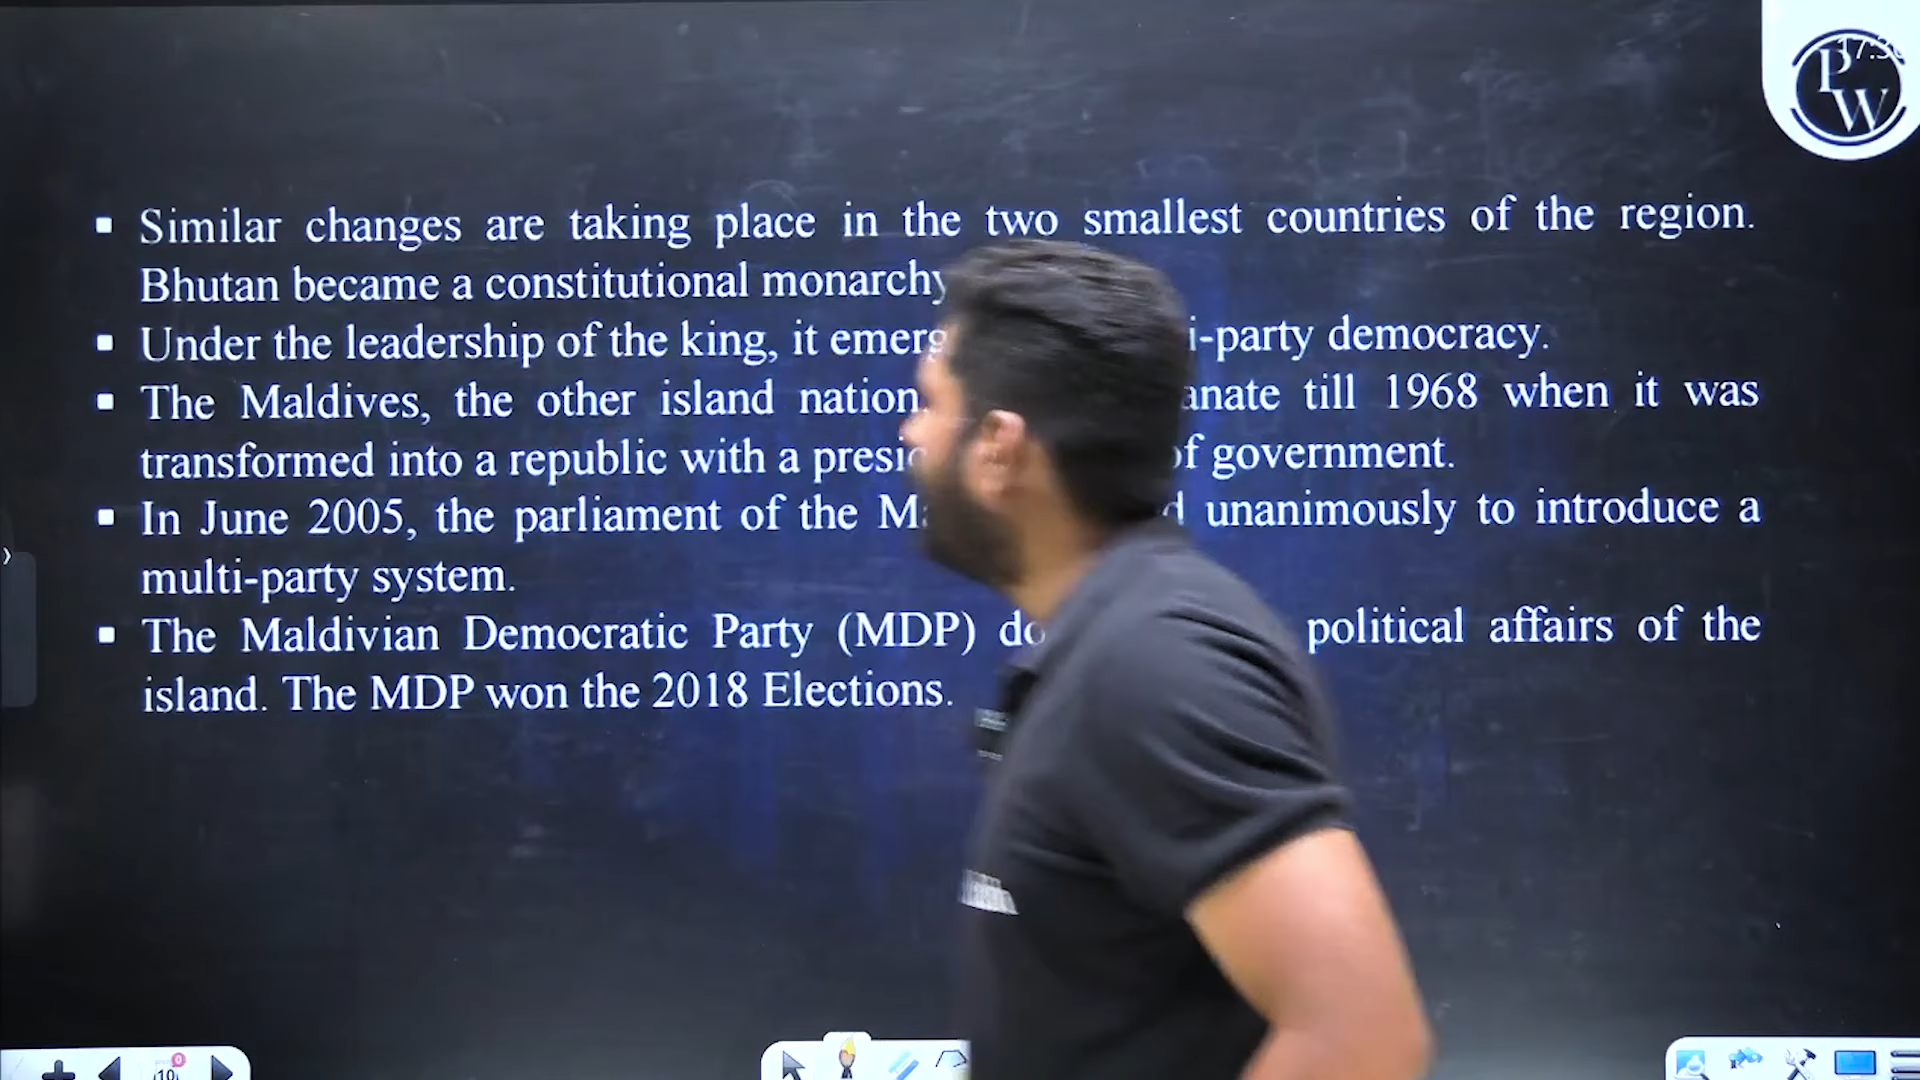 P W
Similar changes are taking place in the two smallest countries of the region.
Bhutan became a constitutional monarchy
Under the leadership of the king, it i-party democracy.
The Maldives, the other island nation till 1968 when it was
transformed into a republic with a of government.
In June 2005, the parliament of the unanimously to introduce a
multi-party system.
The Maldivian Democratic Party (MDP) political affairs of the
island. The MDP won the 2018 Elections.